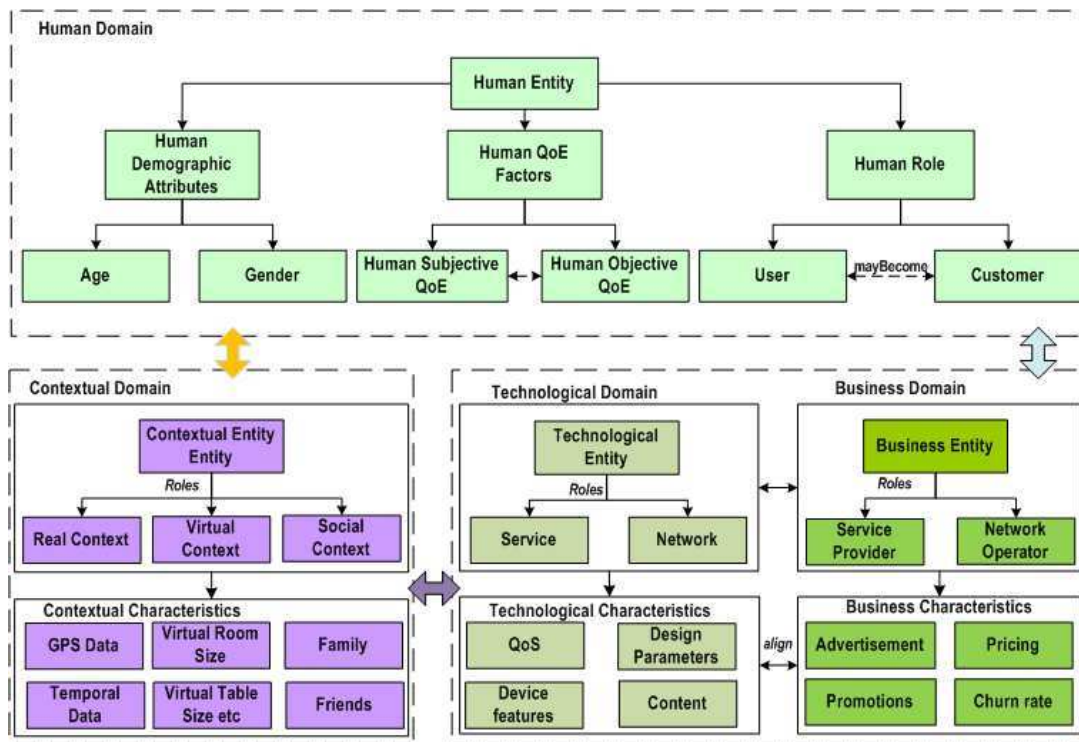 Human Domain
Human Entity
Human
Demographic
Attributes
Human QoE
Factors
Human Role
Age
Gender
Human Subjective
QoE
Human Objective
QoE
User
mayBecome
Customer
Contextual Domain
Contextual Entity
Entity
Roles
Real Context
Virtual
Context
Social
Context
Contextual Characteristics
GPS Data
Virtual Room
Size
Family
Temporal
Data
Virtual Table
Size etc
Friends
Technological Domain
Technological
Entity
Roles
Service
Network
Technological Characteristics
QoS
Design
Parameters
Device
features
Content
align
Business Domain
Business Entity
Roles
Service
Provider
Network
Operator
Business Characteristics
Advertisement
Pricing
Promotions
Churn rate